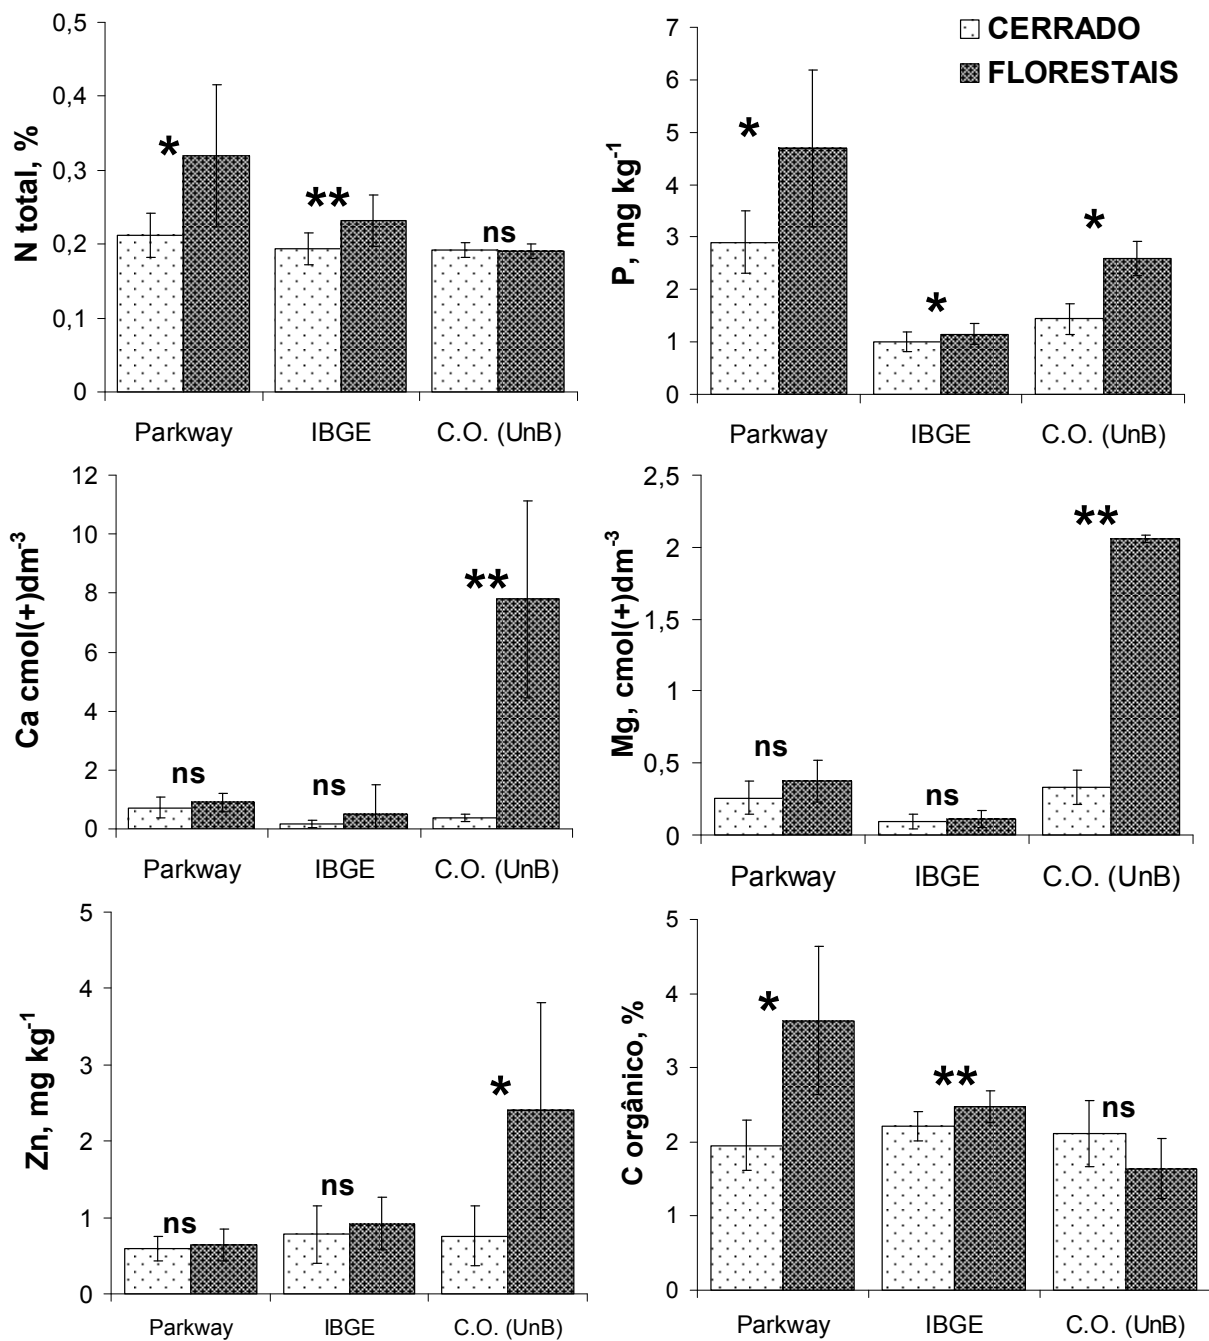 N total, %
0,5
0,4
0,3
0,2
0,1
0
*
**
ns
Parkway IBGE C.O. (UnB)
CERRADO
FLORESTAIS
P, mg kg-1
7
6
5
4
3
2
1
0
*
*
*
Parkway IBGE C.O. (UnB)
Ca cmol(+)dm-3
12
10
8
6
4
2
0
ns
ns
**
Parkway IBGE C.O. (UnB)
Mg, cmol(+)dm-3
2,5
2
1,5
1
0,5
0
ns
ns
**
Parkway IBGE C.O. (UnB)
Zn, mg kg-1
5
4
3
2
1
0
ns
ns
*
Parkway IBGE C.O. (UnB)
C orgânico, %
5
4
3
2
1
0
*
**
ns
Parkway IBGE C.O. (UnB)